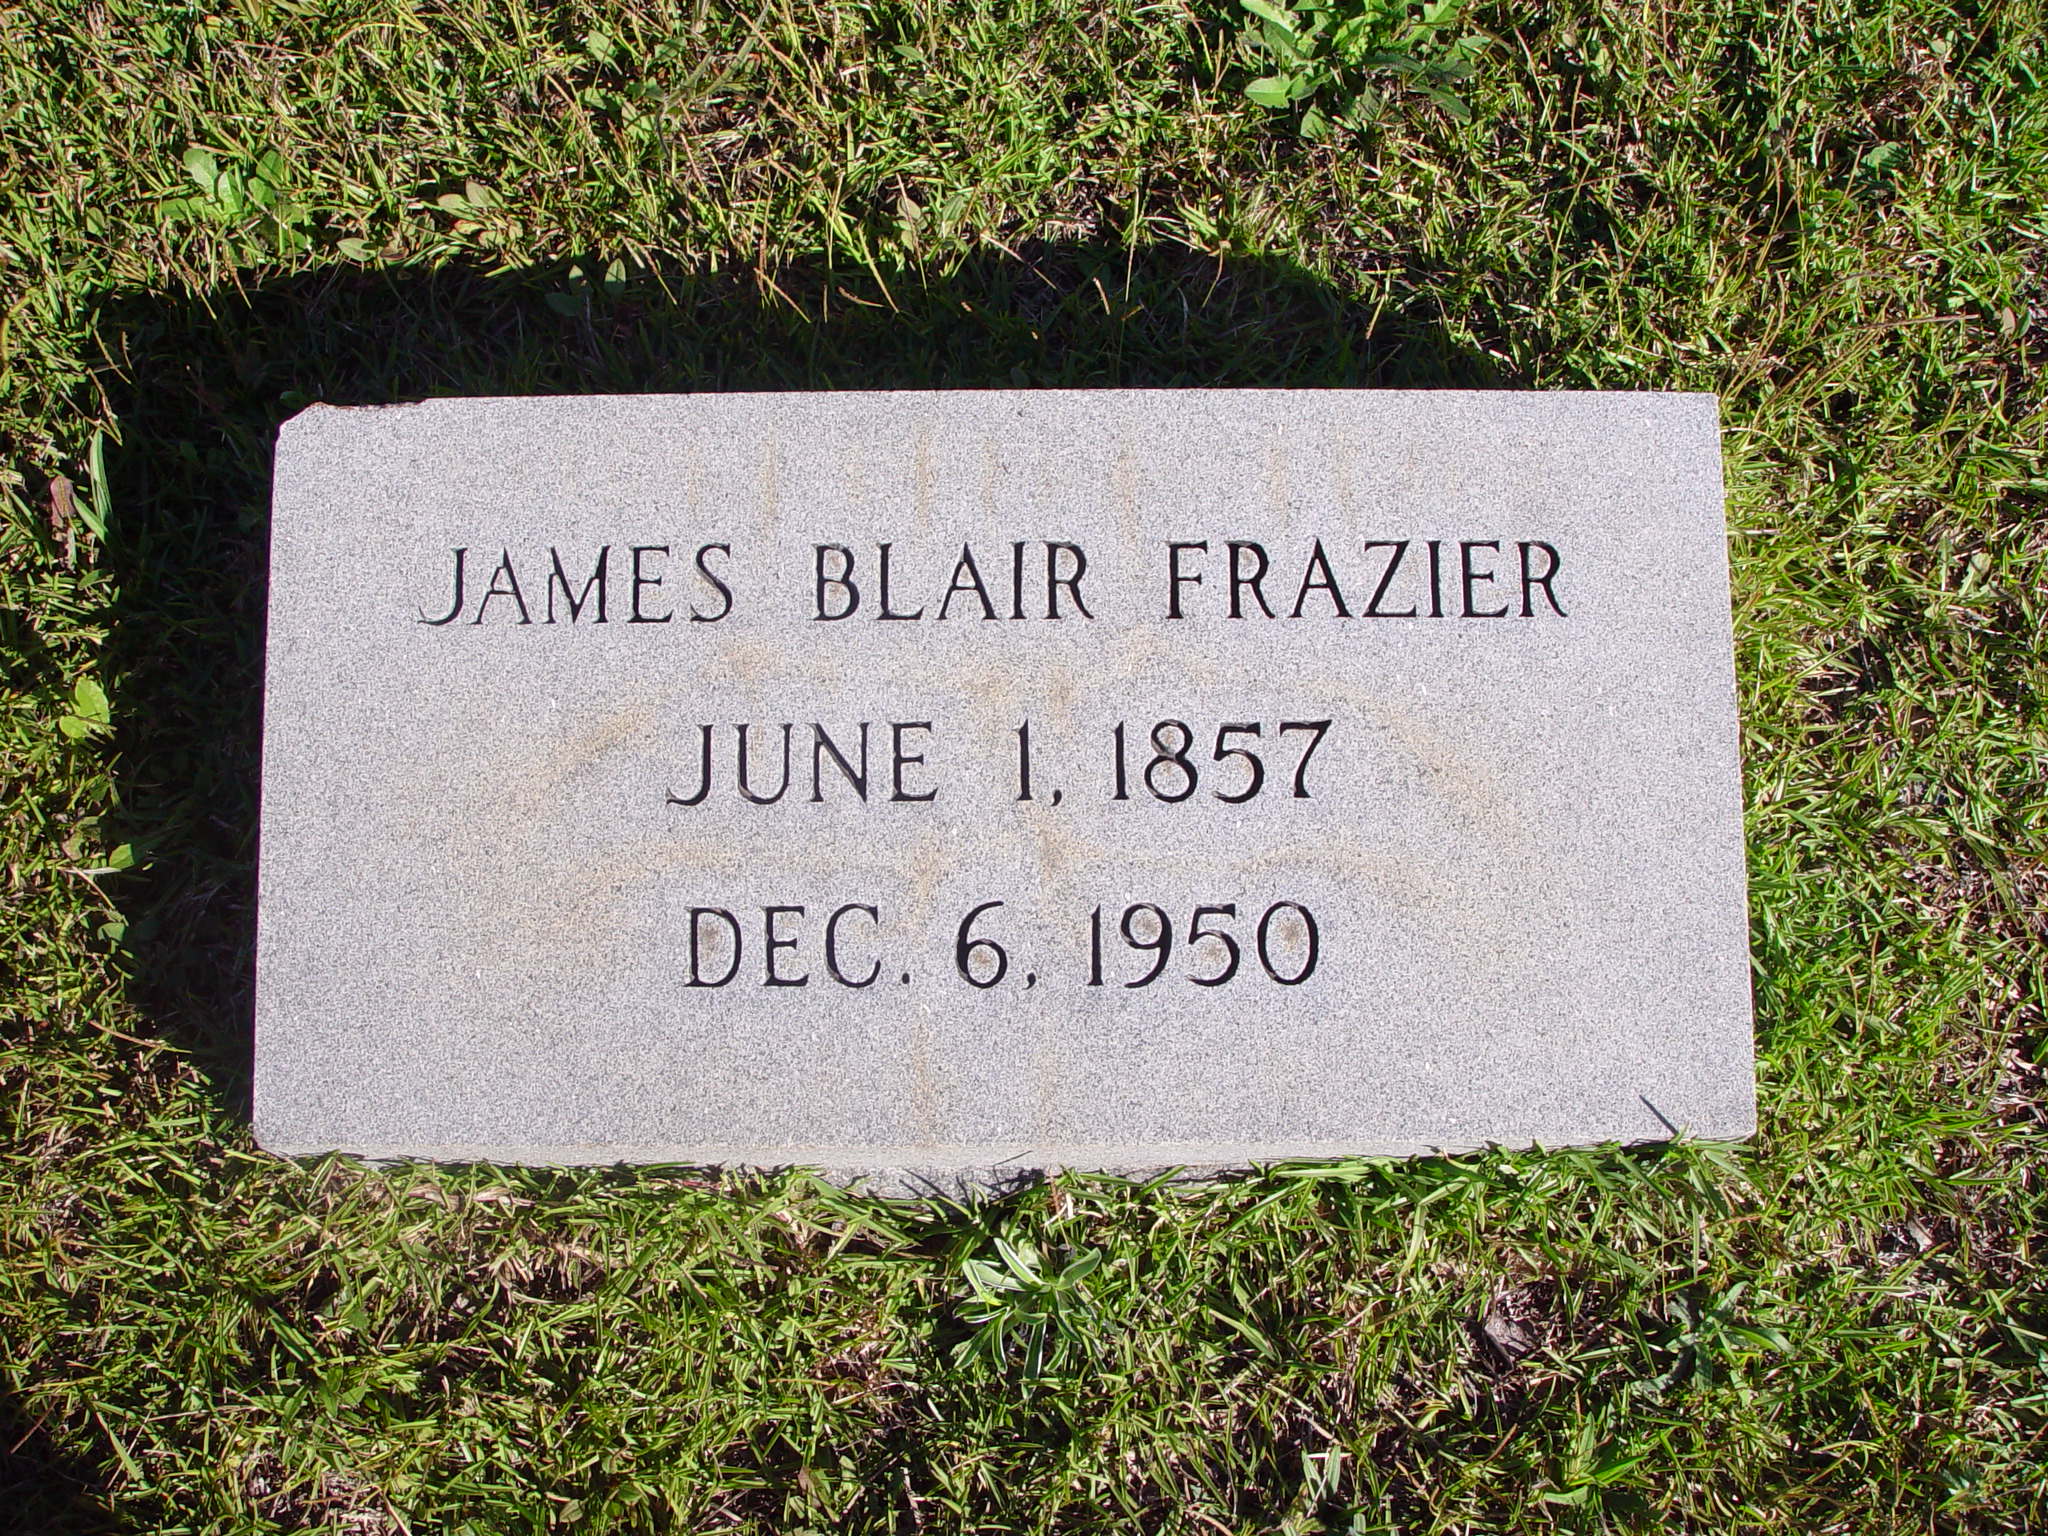 JAMES BLAIR FRAZIER
JUNE 1, 1857
DEC. 6, 1950